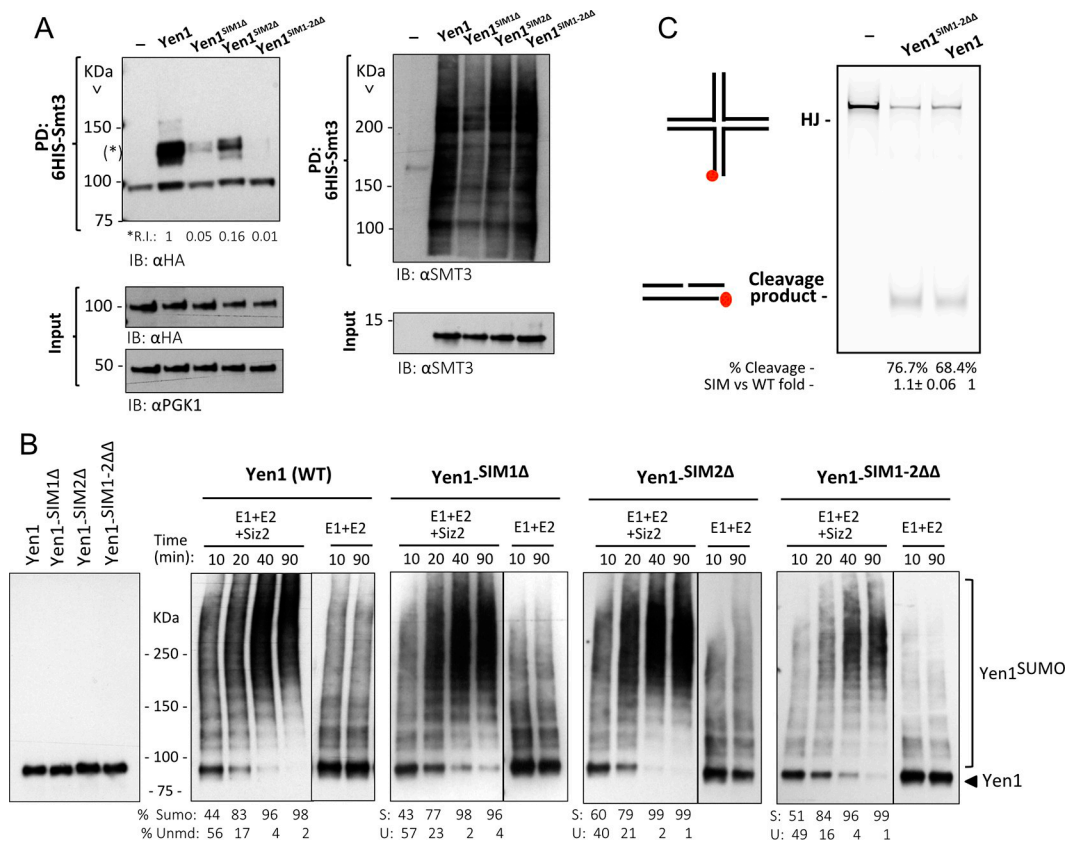 A
– Yen1 Yen1SIM1Δ Yen1SIM2Δ Yen1SIM1-2ΔΔ
KDa
PD:
6HIS-Smt3
150 -
(*)
100 -
75 -
*R.I.: 1 0.05 0.16 0.01
IB: αHA
Input
100 -
IB: αHA
50 -
IB: αPGK1
– Yen1 Yen1SIM1Δ Yen1SIM2Δ Yen1SIM1-2ΔΔ
KDa
PD:
6HIS-Smt3
200 -
150 -
100 -
IB: αSMT3
Input
15 -
IB: αSMT3
C
– Yen1SIM1-2ΔΔ Yen1
HJ -
Cleavage
product -
% Cleavage - 76.7% 68.4%
SIM vs WT fold - 1.1± 0.06 1
B
Yen1
Yen1-SIM1Δ
Yen1-SIM2Δ
Yen1-SIM1-2ΔΔ
Yen1 (WT) Yen1-SIM1Δ Yen1-SIM2Δ Yen1-SIM1-2ΔΔ
E1+E2 E1+E2 E1+E2 E1+E2 E1+E2 E1+E2 E1+E2 E1+E2
+Siz2 +Siz2 +Siz2 +Siz2
Time
(min): 10 20 40 90 10 90 10 20 40 90 10 90 10 20 40 90 10 90 10 20 40 90 10 90
KDa
- 250 -
- 150 -
- 100 -
- 75 -
Yen1SUMO
Yen1
% Sumo: 44 83 96 98 S: 43 77 98 96 S: 60 79 99 99 S: 51 84 96 99
% Unmd: 56 17 4 2 U: 57 23 2 4 U: 40 21 2 1 U: 49 16 4 1